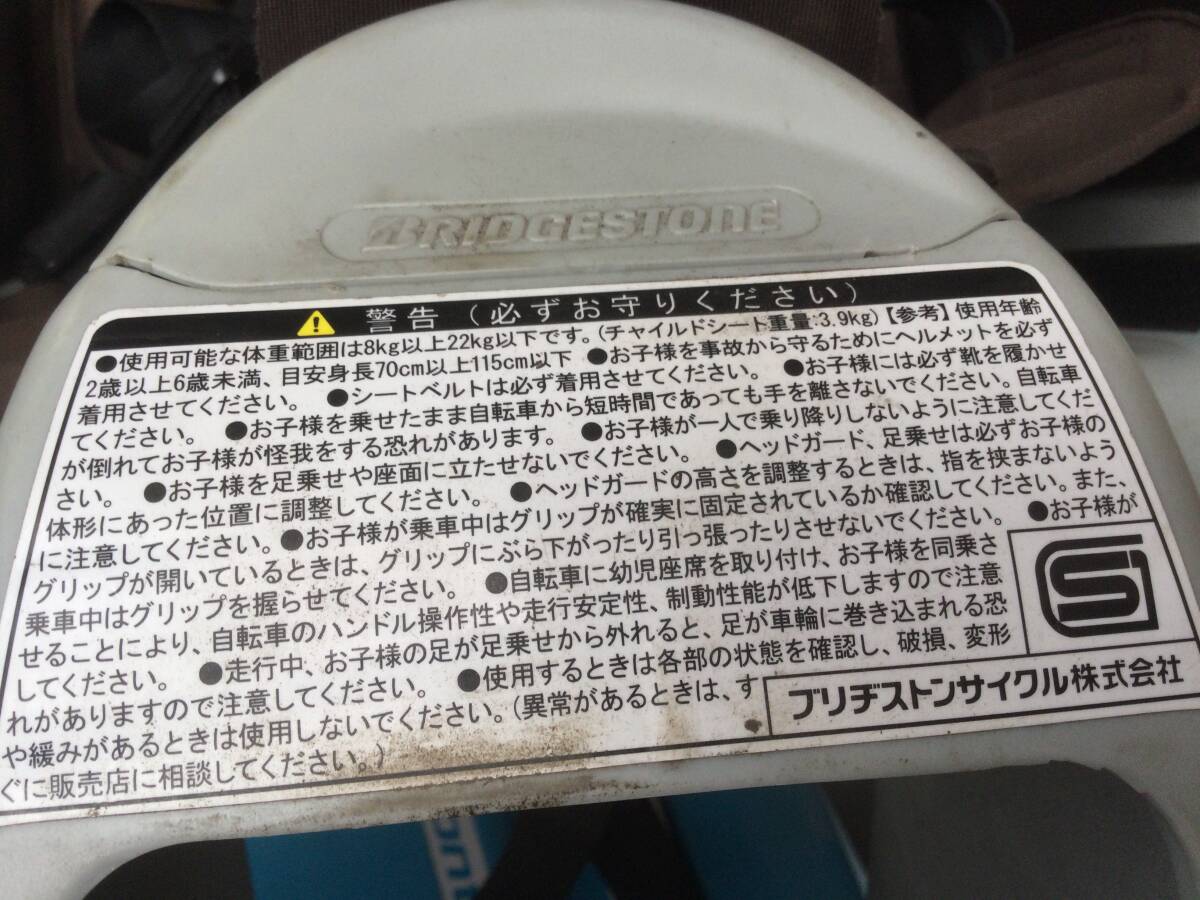 BRIDGESTONE
警告(必ずお守りください)
●使用可能な体重範囲は8kg以上22kg以下です。(チャイルドシート重量:3.9kg)【参考】使用年齢
2歳以上6歳未満、目安身長70cm以上115cm以下 ●お子様を事故から守るためにヘルメットを必ず
着用させてください。 ●シートベルトは必ず着用させてください。 ●お子様には必ず靴を履かせ
てください。 ●お子様を乗せたまま自転車から短時間であっても手を離さないでください。自転車
が倒れてお子様が怪我をする恐れがあります。 ●お子様が一人で乗り降りしないように注意してくだ
さい。 ●お子様を足乗せや座面に立たせないでください。 ●ヘッドガード、足乗せは必ずお子様の
体形にあった位置に調整してください。 ●ヘッドガードの高さを調整するときは、指を挟まないよう
に注意してください。●お子様が乗車中はグリップが確実に固定されているか確認してください。また、
グリップが開いているときは、グリップにぶら下がったり引っ張ったりさせないでください。 ●お子様が
乗車中はグリップを握らせてください。 ●自転車に幼児座席を取り付け、お子様を同乗さ
せることにより、自転車のハンドル操作性や走行安定性、制動性能が低下しますので注意
してください。 ●走行中、お子様の足が足乗せから外れると、足が車輪に巻き込まれる恐
れがありますので注意してください。 ●使用するときは各部の状態を確認し、破損、変形
や緩みがあるときは使用しないでください。(異常があるときは、す
ぐに販売店に相談してください。)
ブリヂストンサイクル株式会社